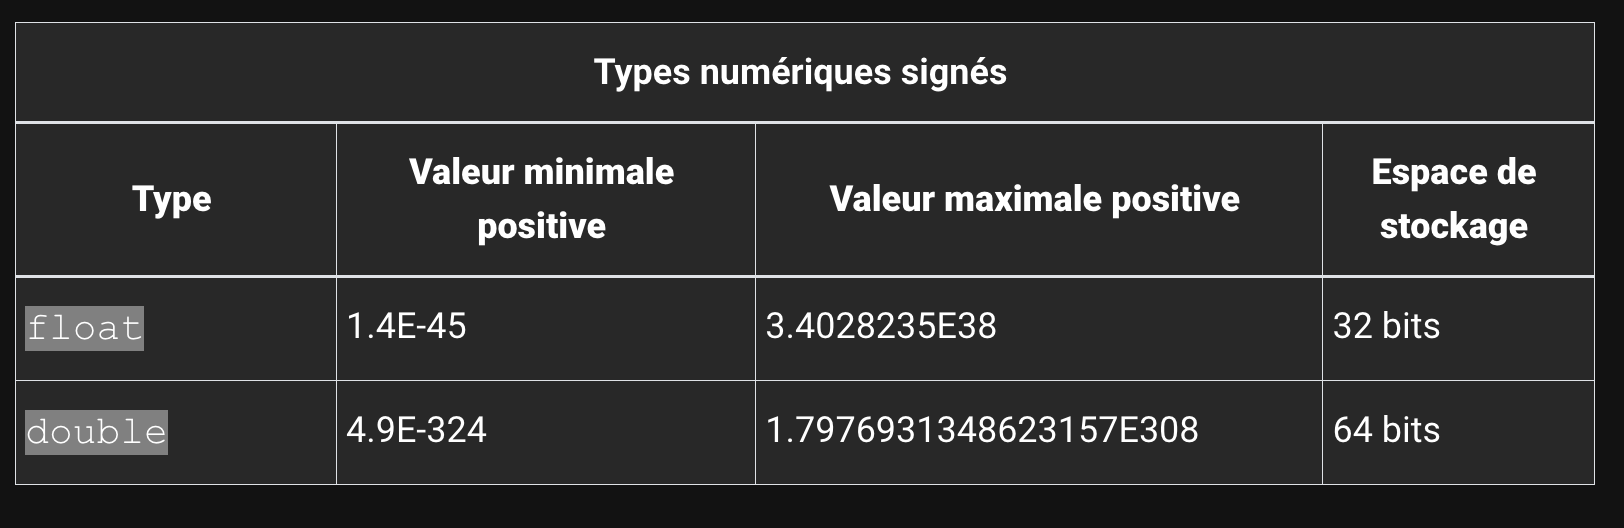 Types numériques signés
Type
Valeur minimale
positive
Valeur maximale positive
Espace de
stockage
float
1.4E-45
3.4028235E38
32 bits
double
4.9E-324
1.7976931348623157E308
64 bits